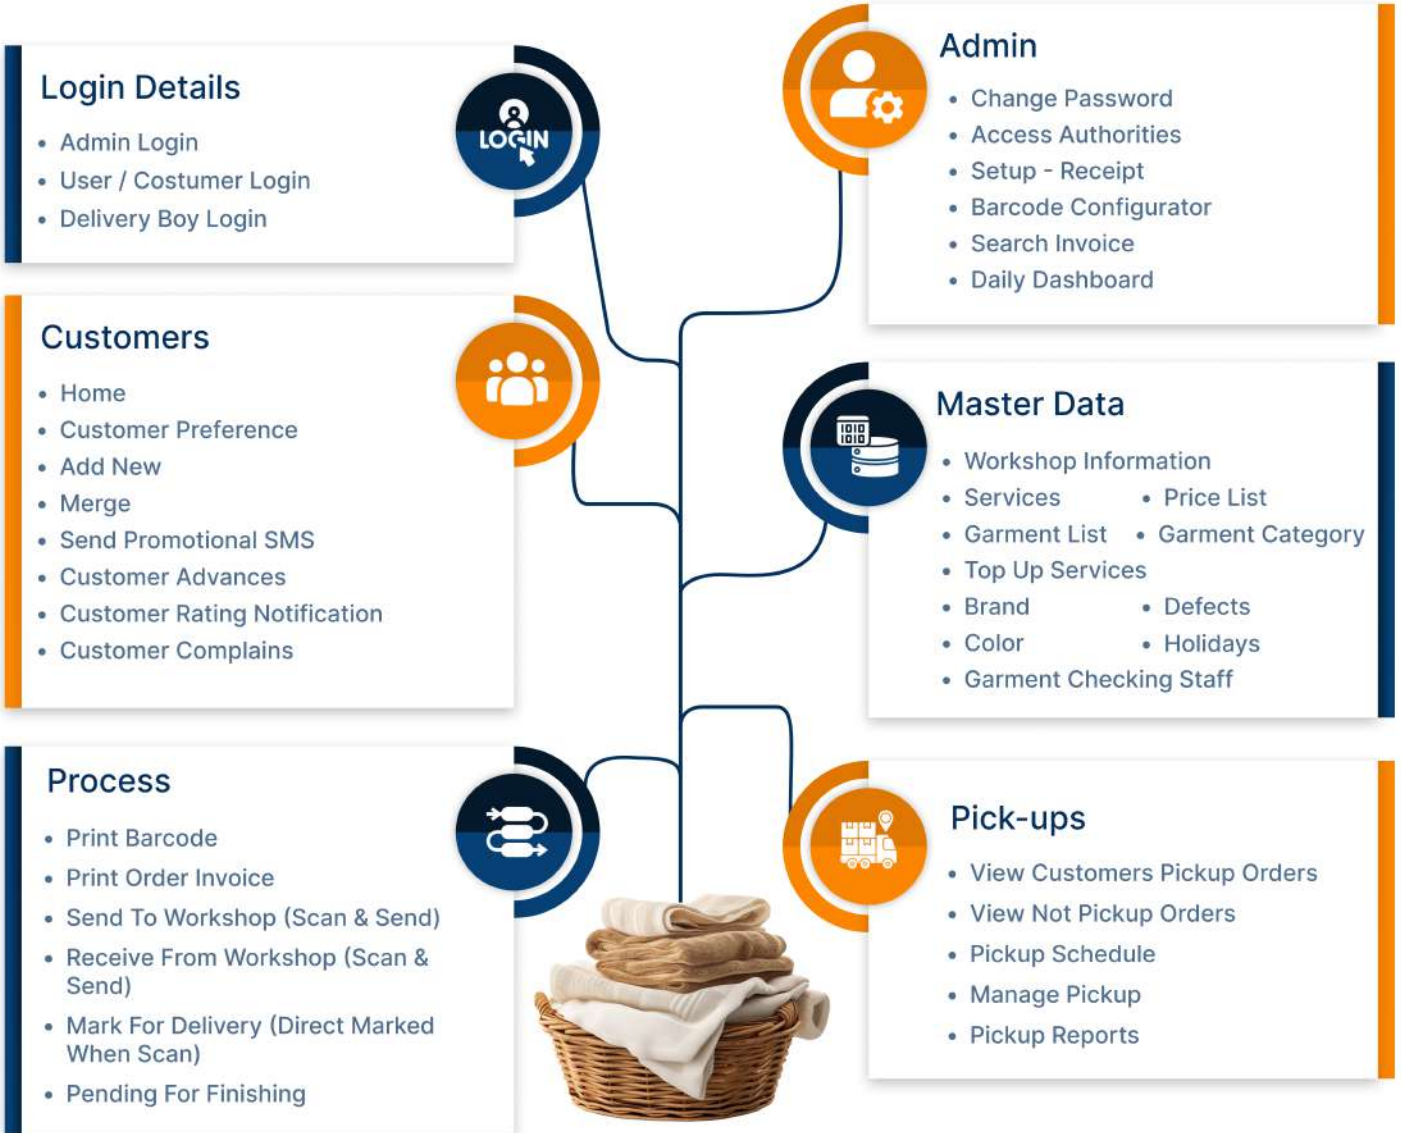 Login Details
Admin Login
User / Costumer Login
Delivery Boy Login
LOGIN
Admin
Change Password
Access Authorities
Setup - Receipt
Barcode Configurator
Search Invoice
Daily Dashboard
Customers
Home
Customer Preference
Add New
Merge
Send Promotional SMS
Customer Advances
Customer Rating Notification
Customer Complains
1010
1010
Master Data
Workshop Information
Services
Price List
Garment List
Garment Category
Top Up Services
Brand
Defects
Color
Holidays
Garment Checking Staff
Process
Print Barcode
Print Order Invoice
Send To Workshop (Scan & Send)
Receive From Workshop (Scan &
Send)
Mark For Delivery (Direct Marked
When Scan)
Pending For Finishing
Pick-ups
View Customers Pickup Orders
View Not Pickup Orders
Pickup Schedule
Manage Pickup
Pickup Reports